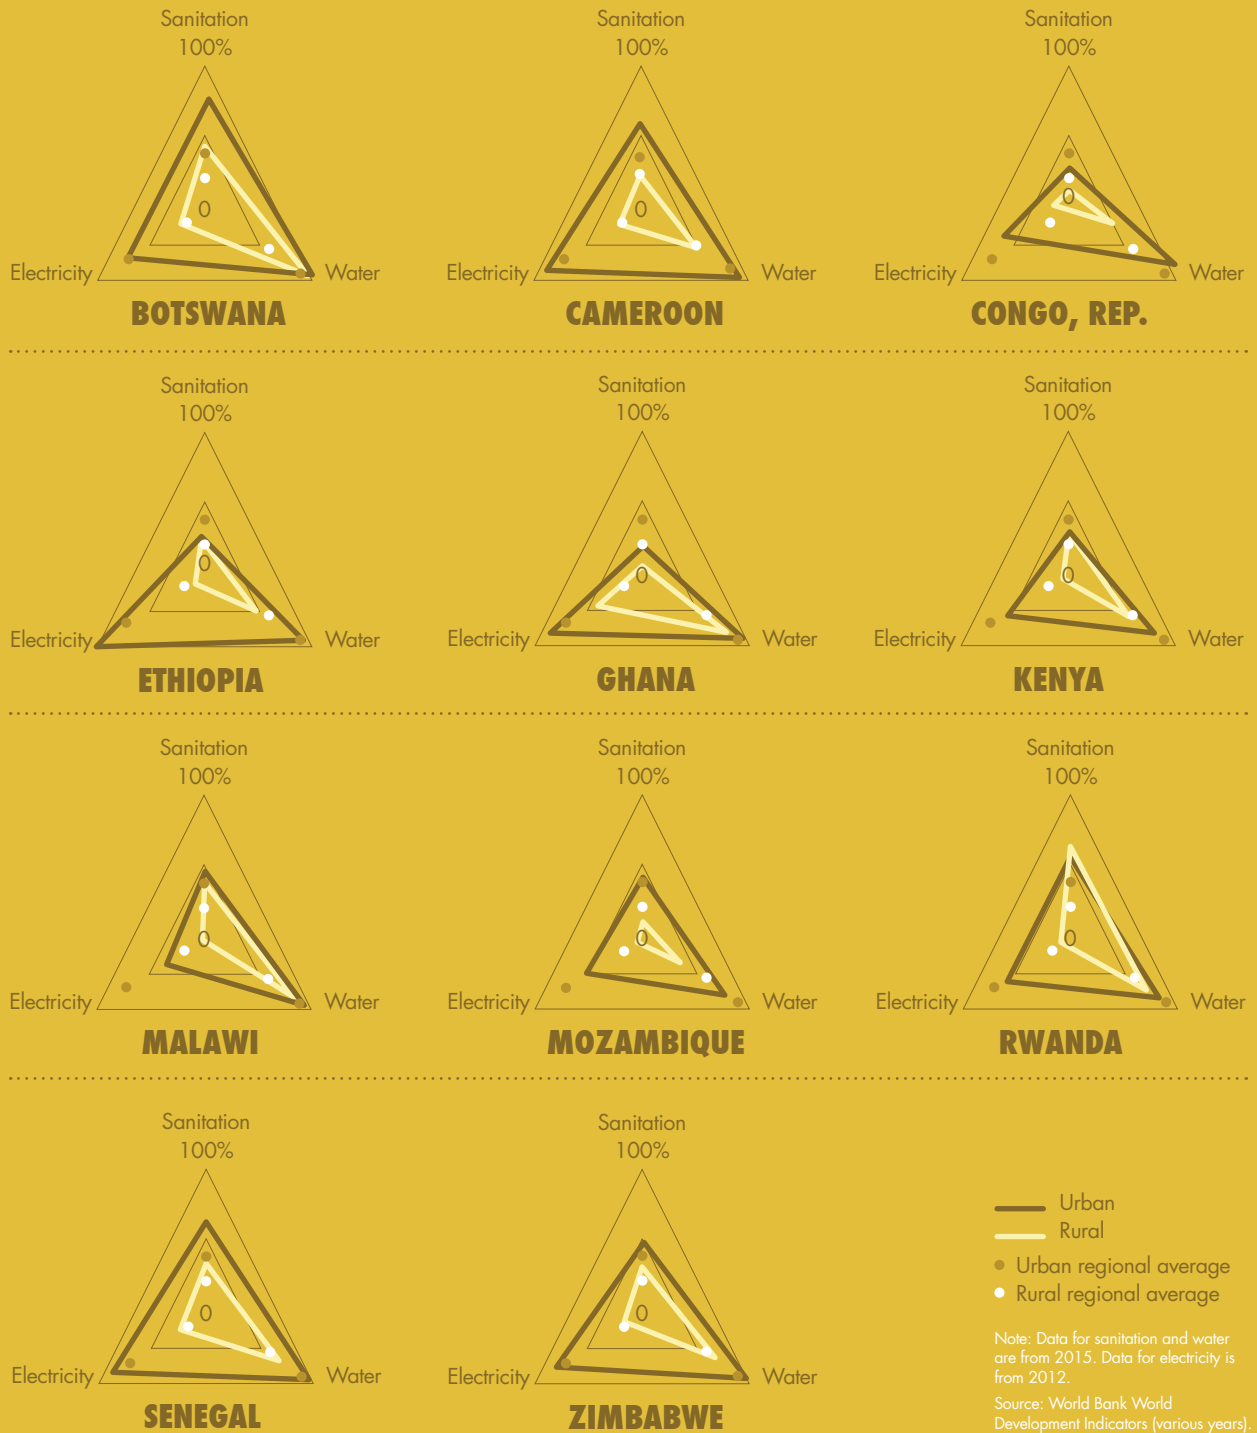 Sanitation
100%
0
Electricity
Water
BOTSWANA
Sanitation
100%
0
Electricity
Water
CAMEROON
Sanitation
100%
0
Electricity
Water
CONGO, REP.
Sanitation
100%
0
Electricity
Water
ETHIOPIA
Sanitation
100%
0
Electricity
Water
GHANA
Sanitation
100%
0
Electricity
Water
KENYA
Sanitation
100%
0
Electricity
Water
MALAWI
Sanitation
100%
0
Electricity
Water
MOZAMBIQUE
Sanitation
100%
0
Electricity
Water
RWANDA
Sanitation
100%
0
Electricity
Water
SENEGAL
Sanitation
100%
0
Electricity
Water
ZIMBABWE
Urban
Rural
Urban regional average
Rural regional average
Note: Data for sanitation and water
are from 2015. Data for electricity is
from 2012.
Source: World Bank World
Development Indicators (various years).